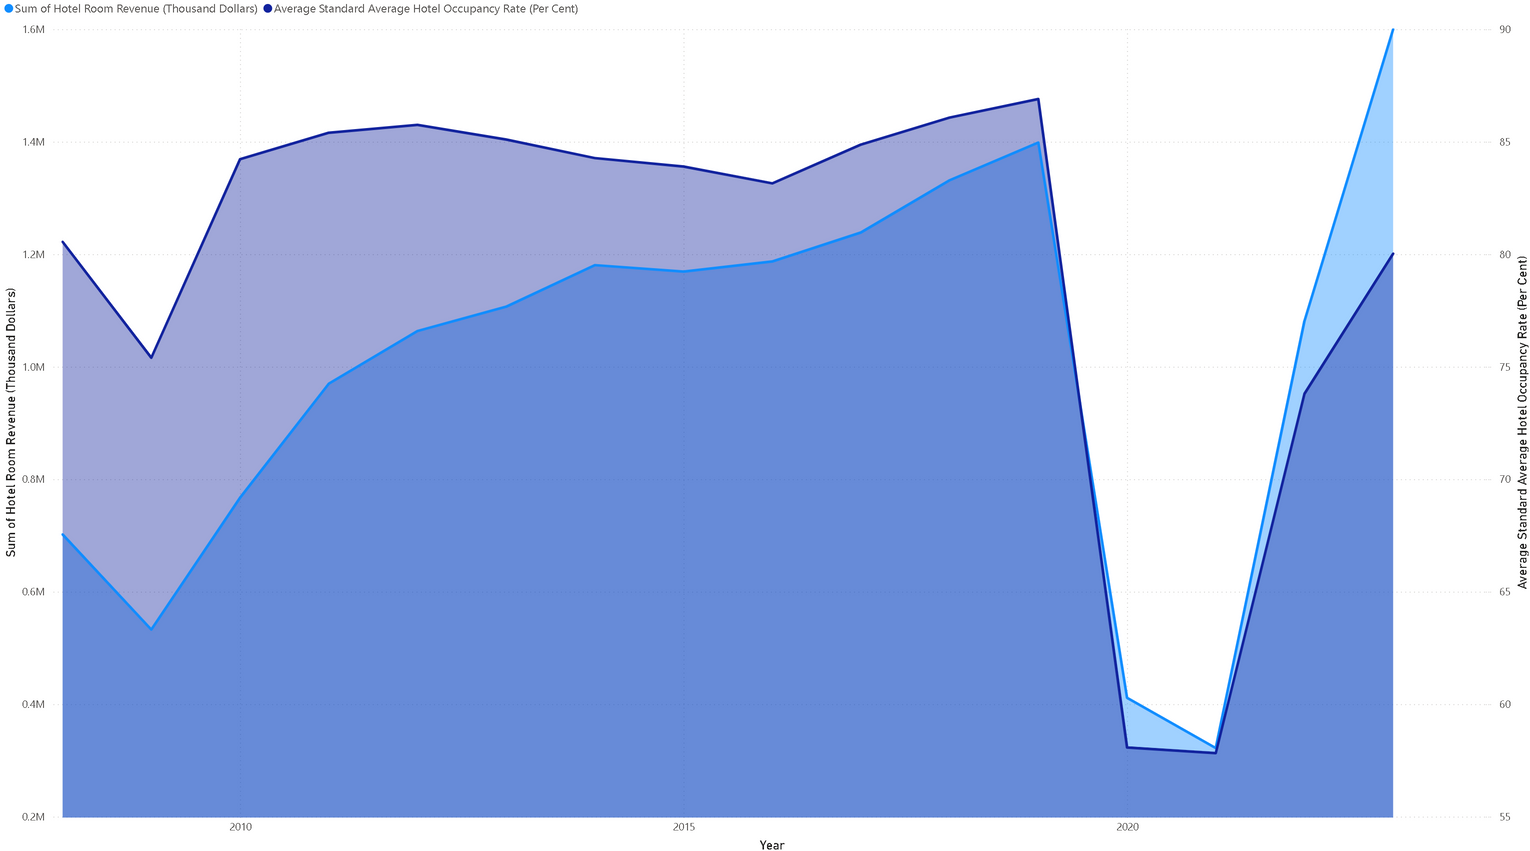 Sum of Hotel Room Revenue (Thousand Dollars) Average Standard Average Hotel Occupancy Rate (Per Cent)
1.6M
1.4M
1.2M
1.0M
0.8M
0.6M
0.4M
0.2M
Sum of Hotel Room Revenue (Thousand Dollars)
90
85
80
75
70
65
60
55
Average Standard Average Hotel Occupancy Rate (Per Cent)
2010 2015 2020
Year